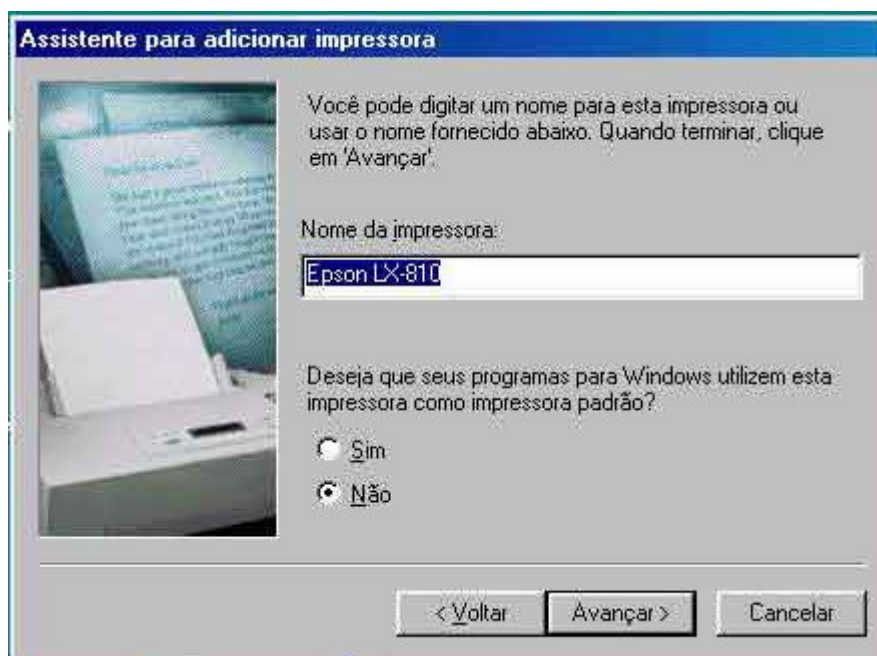 Assistente para adicionar impressora
Você pode digitar um nome para esta impressora ou
usar o nome fornecido abaixo. Quando terminar, clique
em 'Avançar'.
Nome da impressora:
Epson LX-810
Deseja que seus programas para Windows utilizem esta
impressora como impressora padrão?
Sim
Não
< Voltar Avançar > Cancelar